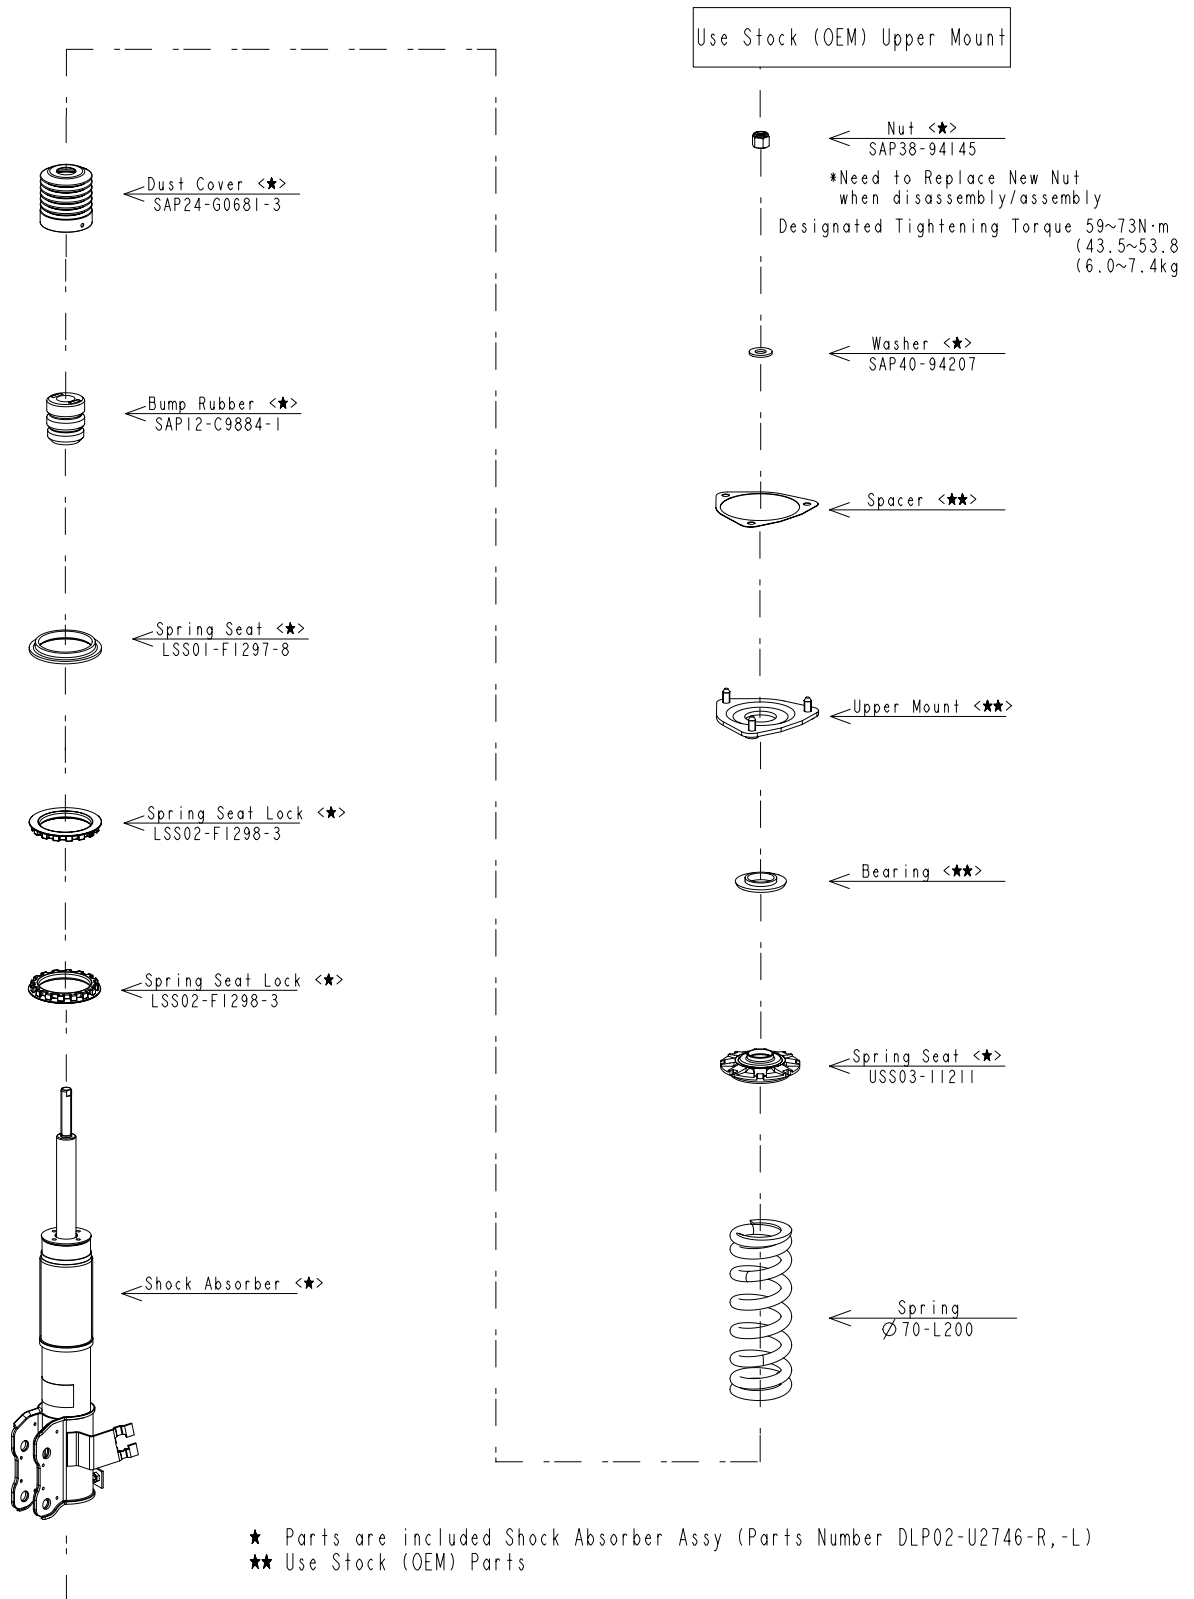 Use Stock (OEM) Upper Mount
Nut <★>
SAP38-94145
*Need to Replace New Nut
when disassembly/assembly
Designated Tightening Torque 59~73N·m
(43.5~53.8
(6.0~7.4kg
Washer <★>
SAP40-94207
Spacer <★★>
Upper Mount <★★>
Bearing <★★>
Spring Seat <★>
USS03-11211
Spring
Ø70-L200
Dust Cover <★>
SAP24-G0681-3
Bump Rubber <★>
SAP12-C9884-1
Spring Seat <★>
LSS01-F1297-8
Spring Seat Lock <★>
LSS02-F1298-3
Spring Seat Lock <★>
LSS02-F1298-3
Shock Absorber <★>
★ Parts are included Shock Absorber Assy (Parts Number DLP02-U2746-R,-L)
★★ Use Stock (OEM) Parts